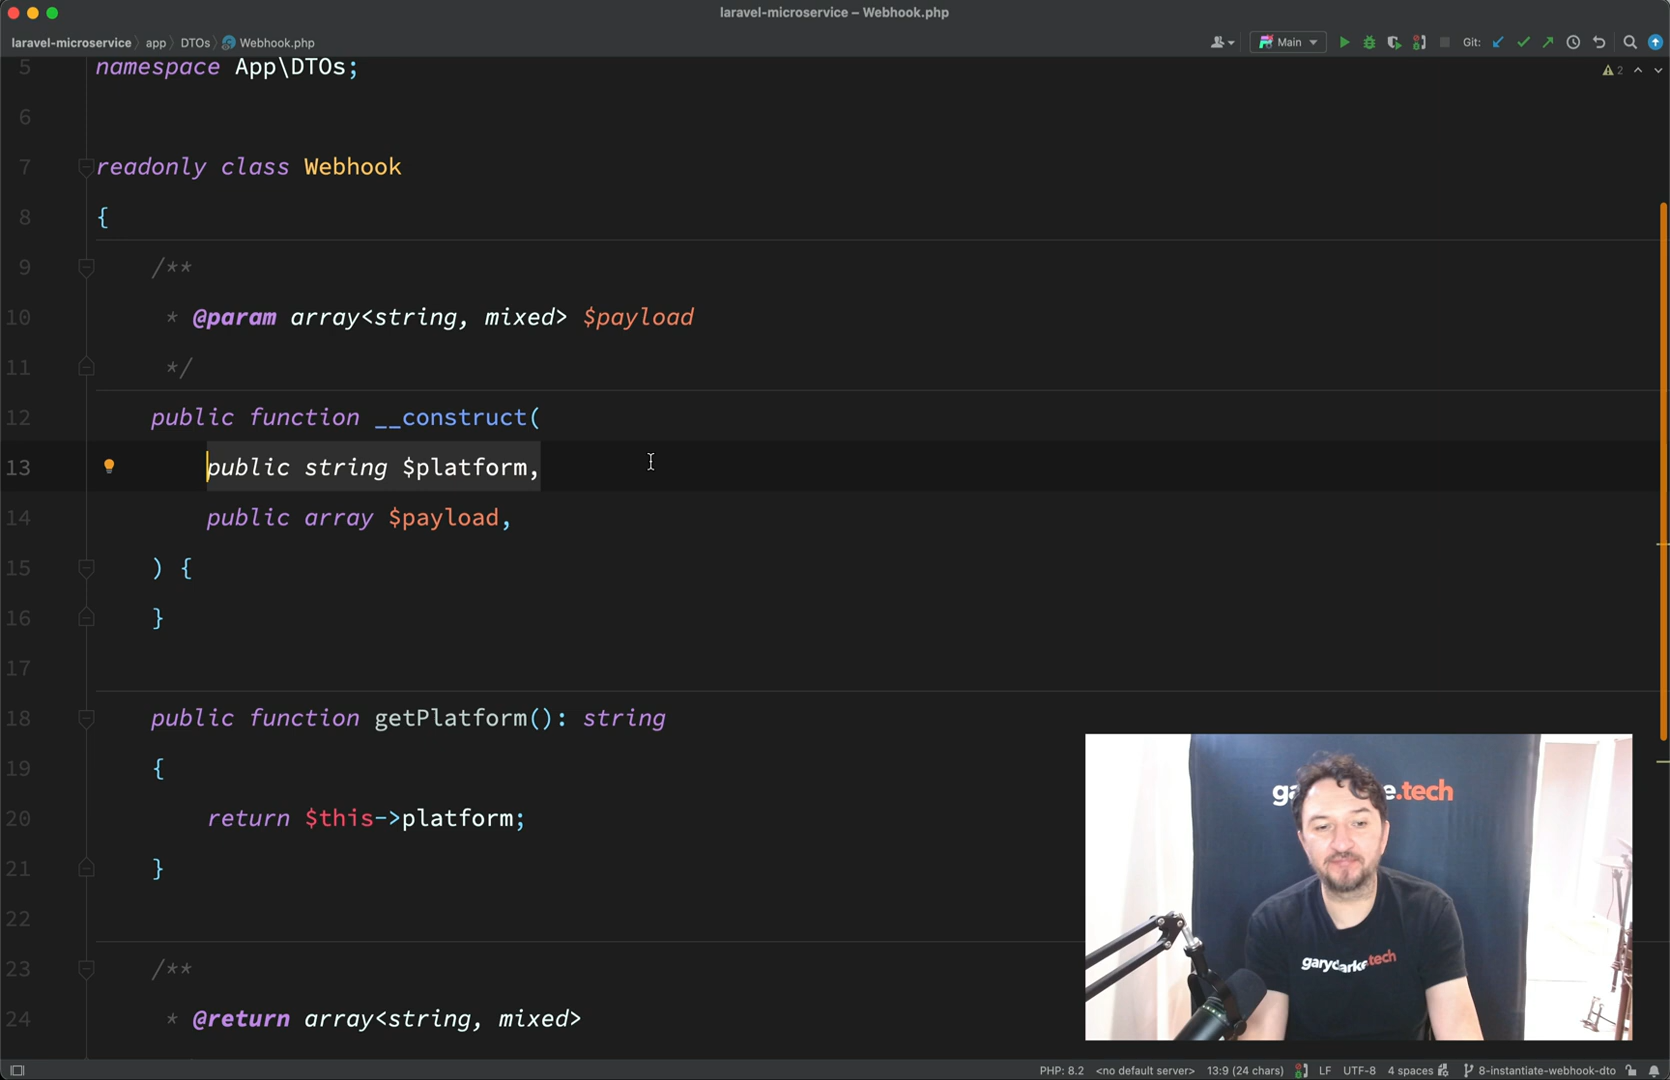 laravel-microservice – Webhook.php
laravel-microservice app DTOs Webhook.php
Main Git:
5 namespace App\DTOs;
2
6
7 readonly class Webhook
8 {
9 /**
10 * @param array<string, mixed> $payload
11 */
12 public function __construct(
13 public string $platform,
14 public array $payload,
15 ) {
16 }
17
18 public function getPlatform(): string
19 {
20 return $this->platform;
21 }
22
23 /**
24 * @return array<string, mixed>
.tech
garyclarke.tech
PHP: 8.2 <no default server> 13:9 (24 chars) LF UTF-8 4 spaces 8-instantiate-webhook-dto